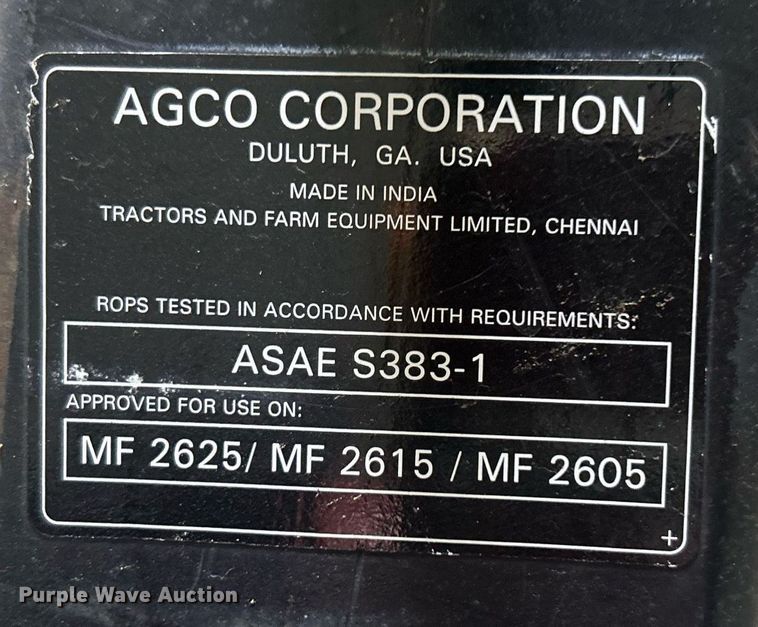 AGCO CORPORATION
DULUTH, GA. USA
MADE IN INDIA
TRACTORS AND FARM EQUIPMENT LIMITED, CHENNAI
ROPS TESTED IN ACCORDANCE WITH REQUIREMENTS:
ASAE S383-1
APPROVED FOR USE ON:
MF 2625/ MF 2615 / MF 2605
+
Purple Wave Auction